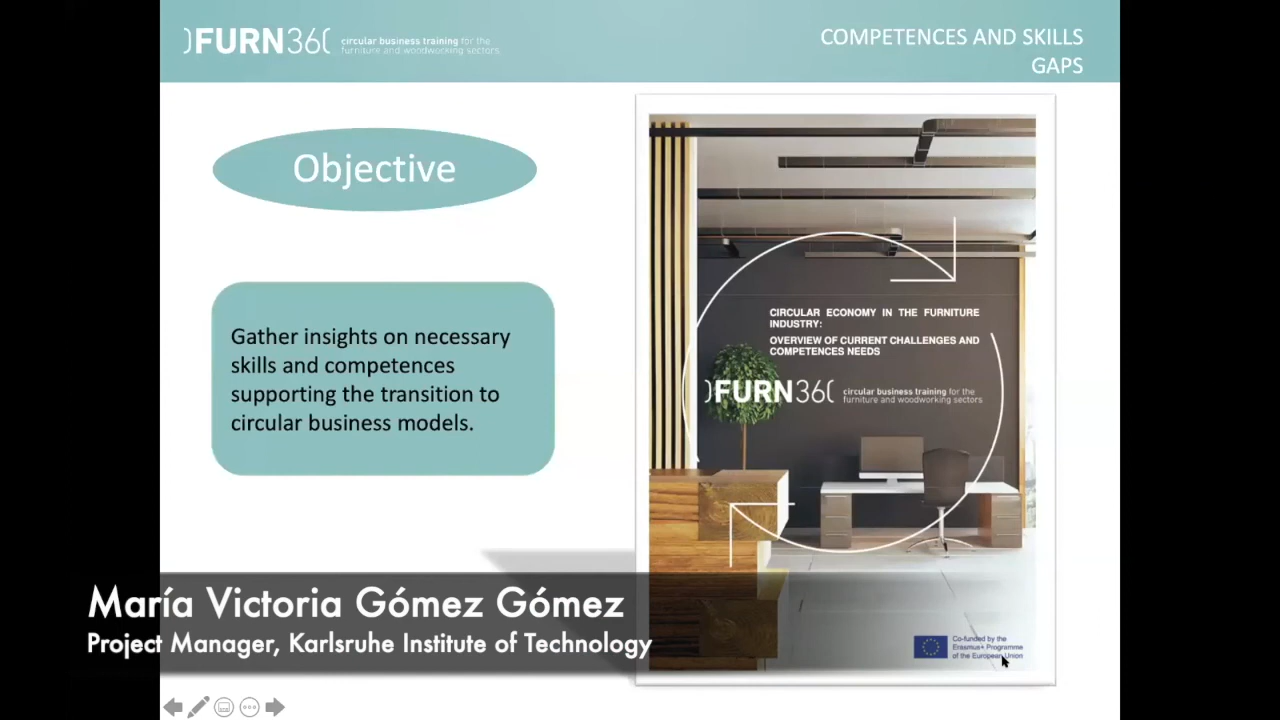 FURN360 circular business training for the
furniture and woodworking sectors
COMPETENCES AND SKILLS
GAPS
Objective
Gather insights on necessary
skills and competences
supporting the transition to
circular business models.
CIRCULAR ECONOMY IN THE FURNITURE
INDUSTRY:
OVERVIEW OF CURRENT CHALLENGES AND
COMPETENCES NEEDS
FURN360 circular business training for the
furniture and woodworking sectors
Co-funded by the
Erasmus+ Programme
of the European Union
María Victoria Gómez Gómez
Project Manager, Karlsruhe Institute of Technology